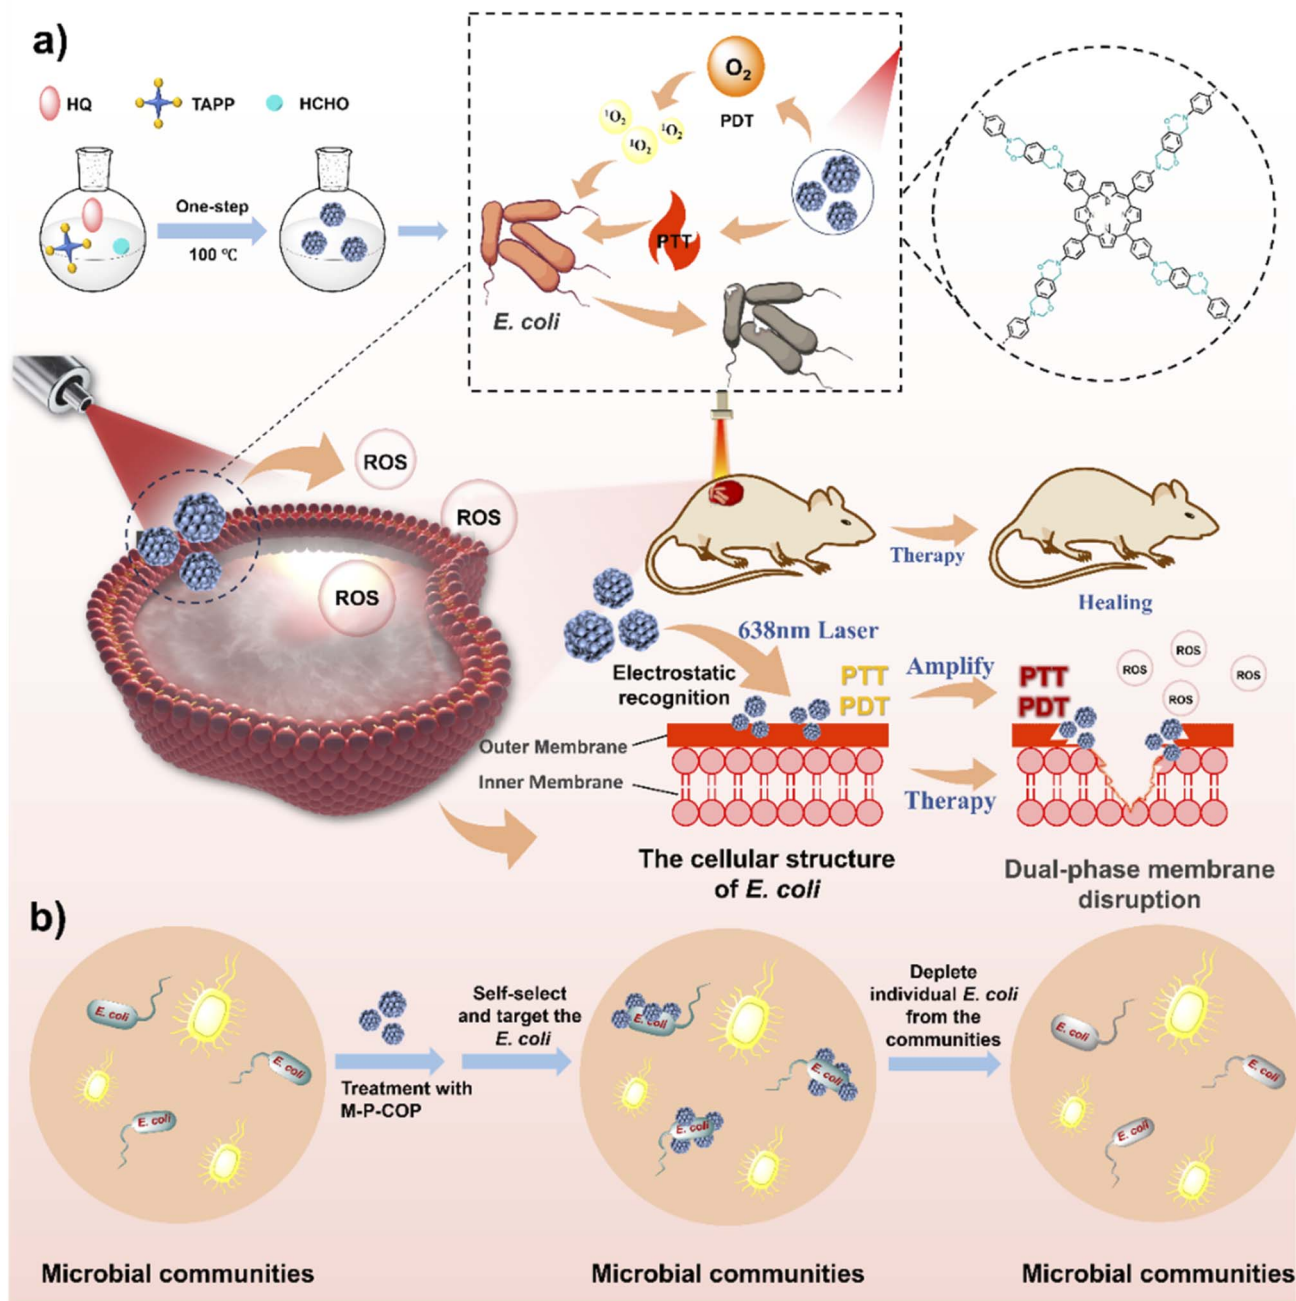 a)
HQ
TAPP
HCHO
One-step
100 ℃
O₂
PDT
¹O₂
¹O₂
¹O₂
PTT
E. coli
ROS
ROS
ROS
Therapy
Healing
638nm Laser
Electrostatic
recognition
PTT
PDT
Amplify
PTT
PDT
ROS
ROS
ROS
ROS
Outer Membrane
Inner Membrane
Therapy
The cellular structure
of E. coli
Dual-phase membrane
disruption
b)
E. coli
E. coli
E. coli
Treatment with
M-P-COP
Self-select
and target the
E. coli
E. coli
E. coli
E. coli
Deplete
individual E. coli
from the
communities
E. coli
E. coli
E. coli
Microbial communities
Microbial communities
Microbial communities